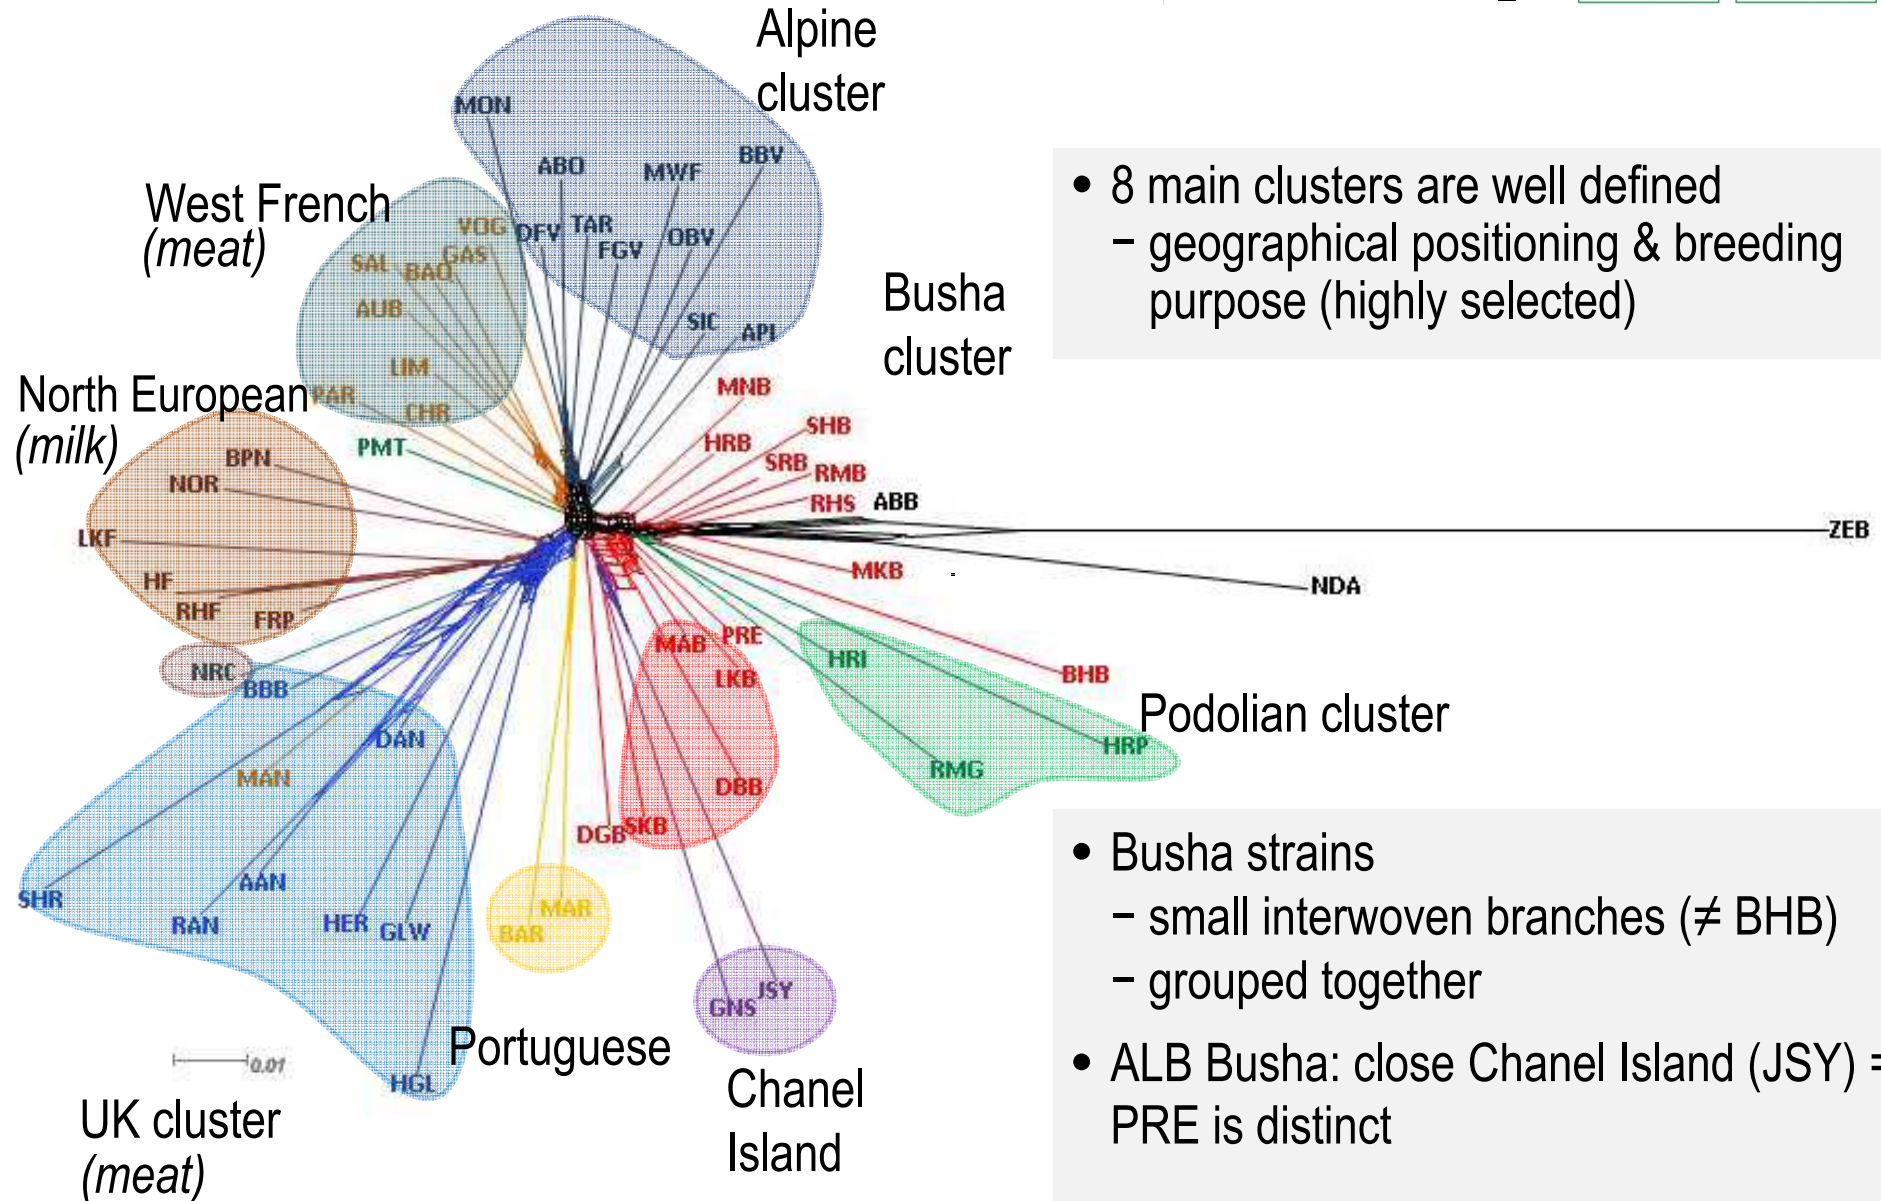 Alpine
cluster
MON
ABO
MWF
BBV
West French
(meat)
VOG
DFV
TAR
FGV
OBV
SAL
BAQ
GAS
AUB
SIC
API
LIM
PAR
CHR
Busha
cluster
• 8 main clusters are well defined
− geographical positioning & breeding
purpose (highly selected)
North European
(milk)
PMT
BPN
NOR
LKF
HF
RHF
FRP
MNB
SHB
HRB
SRB
RMB
RHS
ABB
ZEB
MKB
NDA
NRC
BBB
MAB
PRE
LKB
HRI
BHB
Podolian cluster
HRP
RMG
DAN
MAN
DBB
DGB
SKB
SHR
AAN
RAN
HER
GLW
MAR
BAR
JSY
GNS
• Busha strains
− small interwoven branches (≠ BHB)
− grouped together
• ALB Busha: close Chanel Island (JSY) =
PRE is distinct
Portuguese
0.01
HGL
Chanel
Island
UK cluster
(meat)